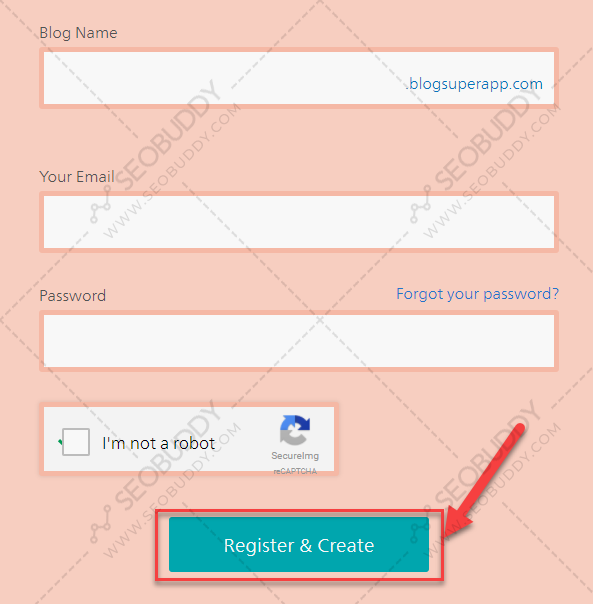 Blog Name
.blogsuperapp.com
SEOBUDDY
WWW.SEOBUDDY.COM
SEOBUDDY
WWW.SEOBUDDY.COM
Your Email
Password
Forgot your password?
I'm not a robot
SecureImg
reCAPTCHA
SEOBUDDY
WWW.SEOBUDDY.COM
SEOBUDDY
WWW.SEOBUDDY.COM
Register & Create